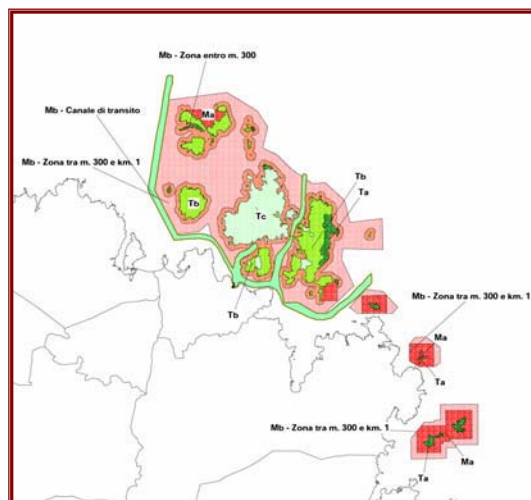 Mb - Zona entro m. 300
Mb - Canale di transito
Ma
Mb - Zona tra m. 300 e km. 1
Tb
Ta
Tb
Tc
Tb
Mb - Zona tra m. 300 e km. 1
Ma
Ta
Mb - Zona tra m. 300 e km. 1
Ma
Ta